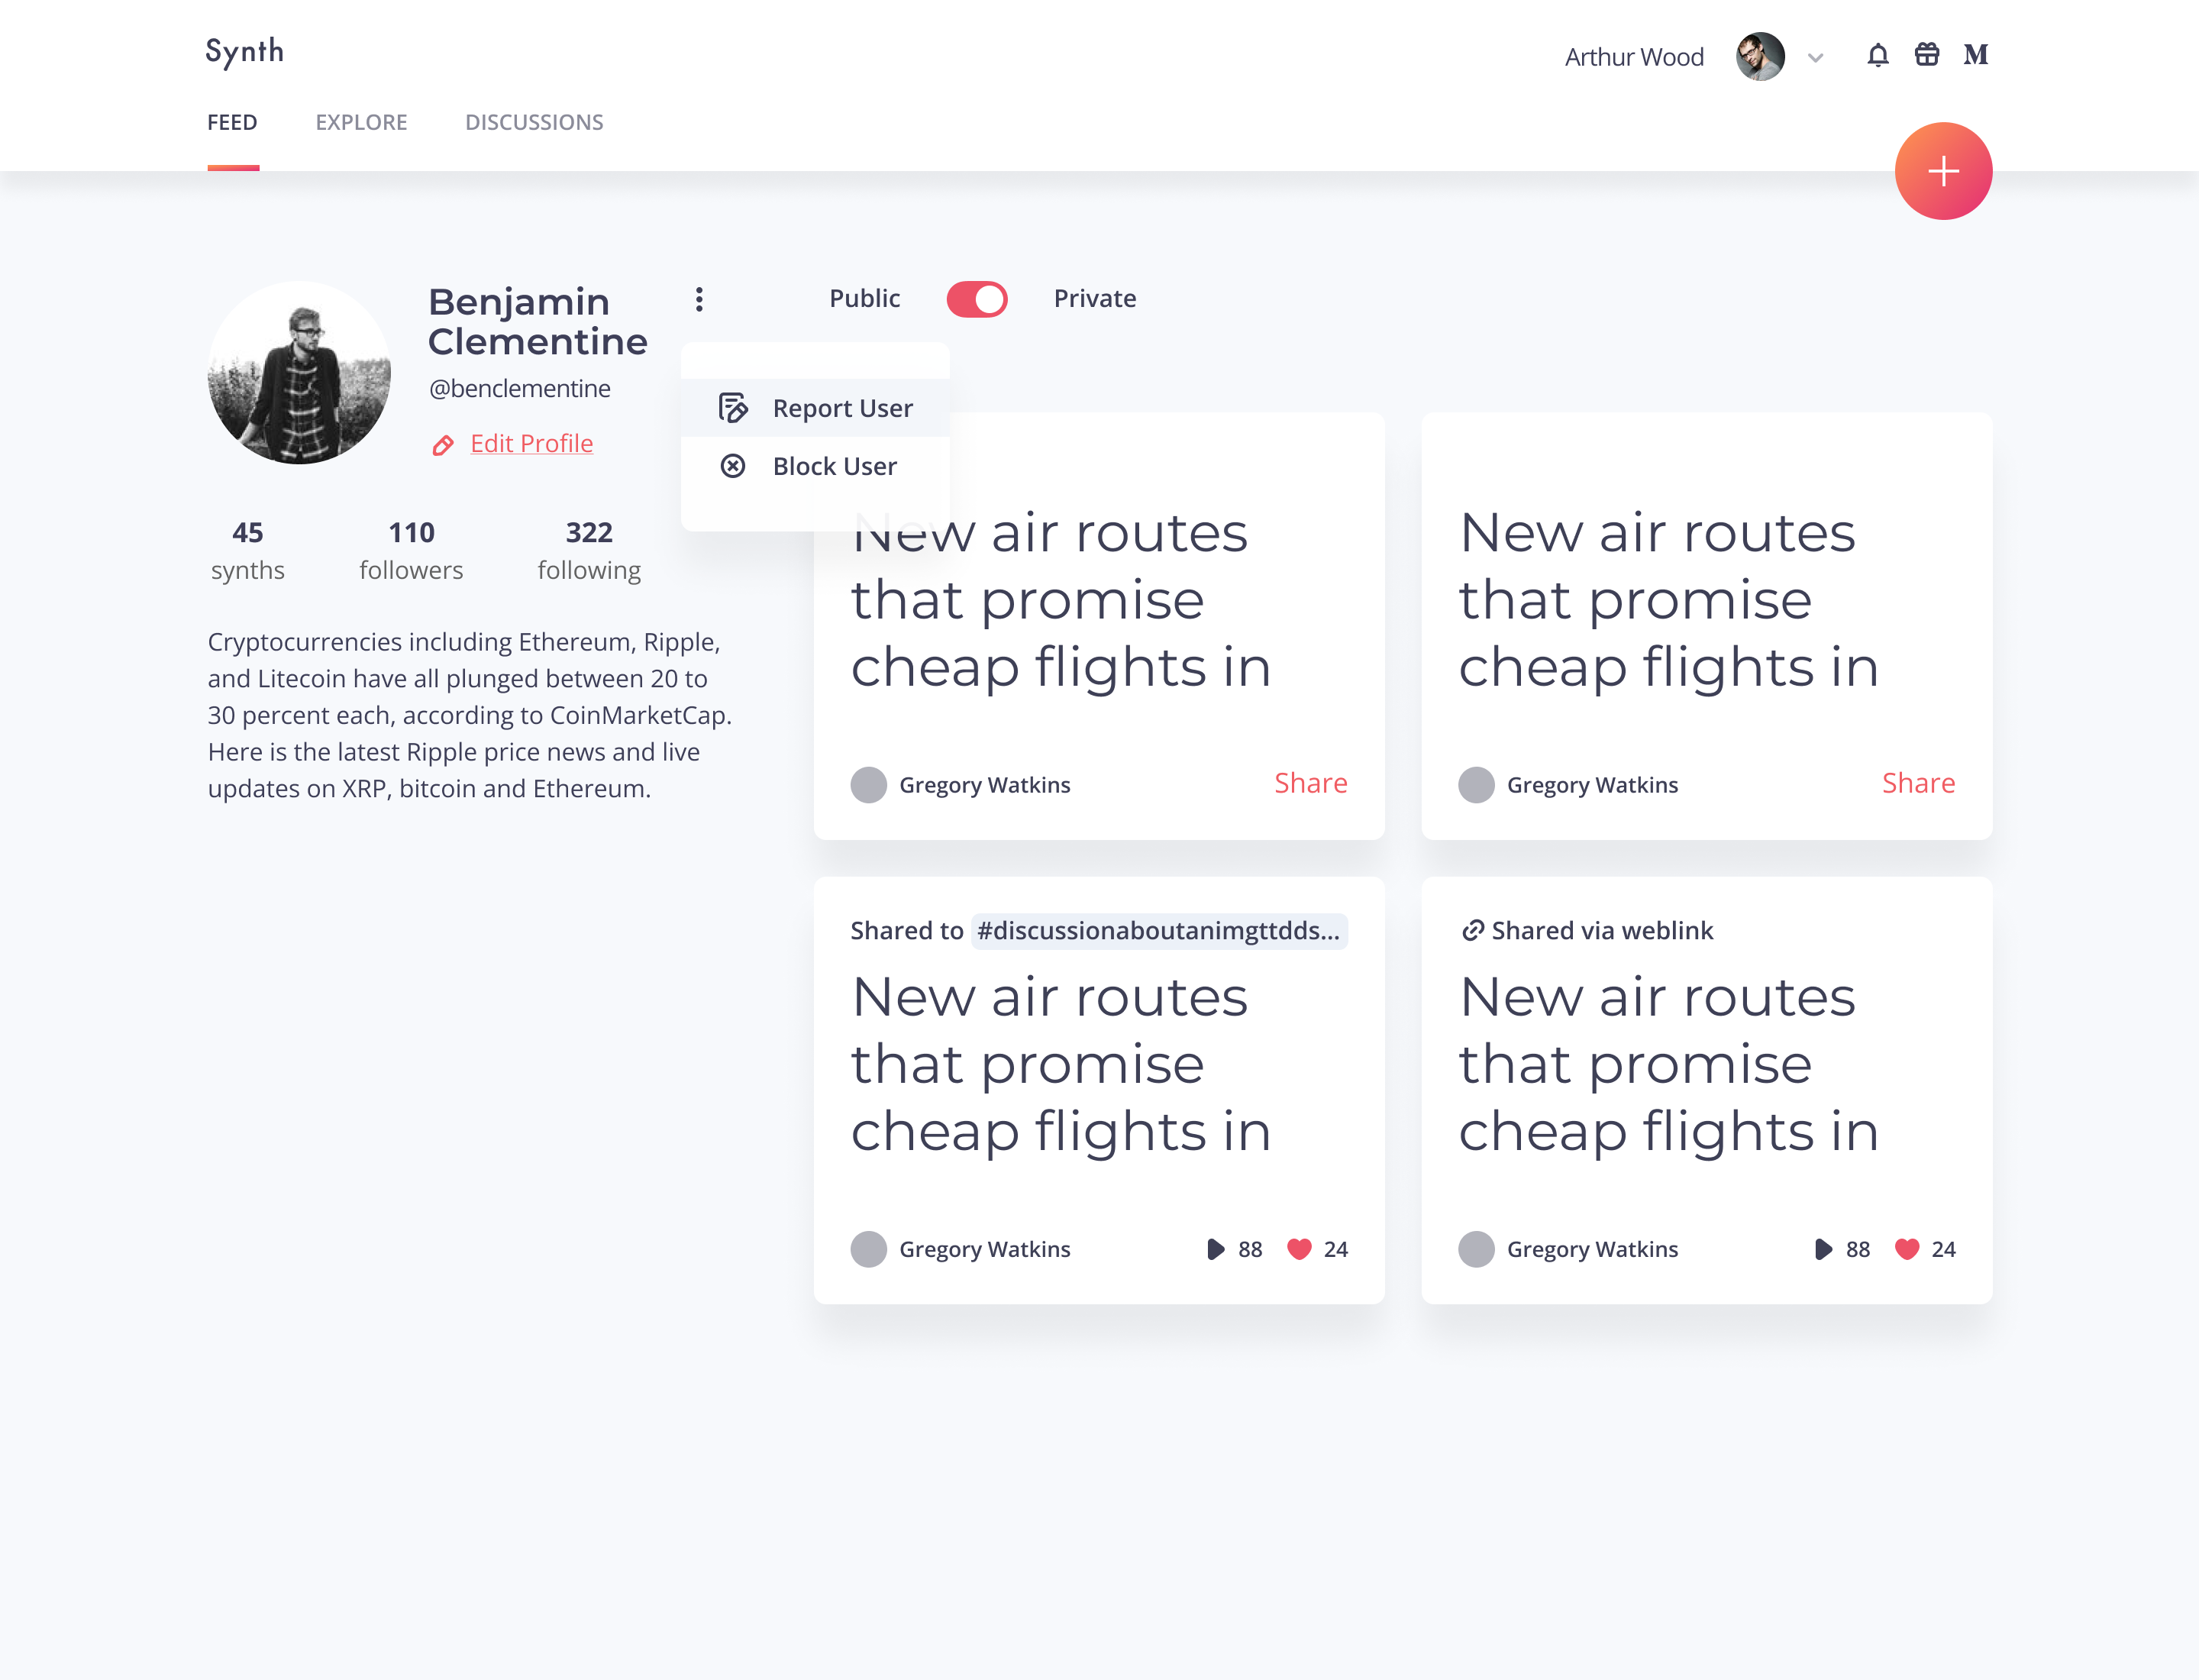 Synth
Arthur Wood
FEED
EXPLORE
DISCUSSIONS
Benjamin
Clementine
@benclementine
Edit Profile
45
synths
110
followers
322
following
Cryptocurrencies including Ethereum, Ripple,
and Litecoin have all plunged between 20 to
30 percent each, according to CoinMarketCap.
Here is the latest Ripple price news and live
updates on XRP, bitcoin and Ethereum.
Public
Private
Report User
Block User
New air routes
that promise
cheap flights in
Gregory Watkins
Share
New air routes
that promise
cheap flights in
Gregory Watkins
Share
Shared to #discussionaboutanimgttdds...
New air routes
that promise
cheap flights in
Gregory Watkins
88
24
Shared via weblink
New air routes
that promise
cheap flights in
Gregory Watkins
88
24